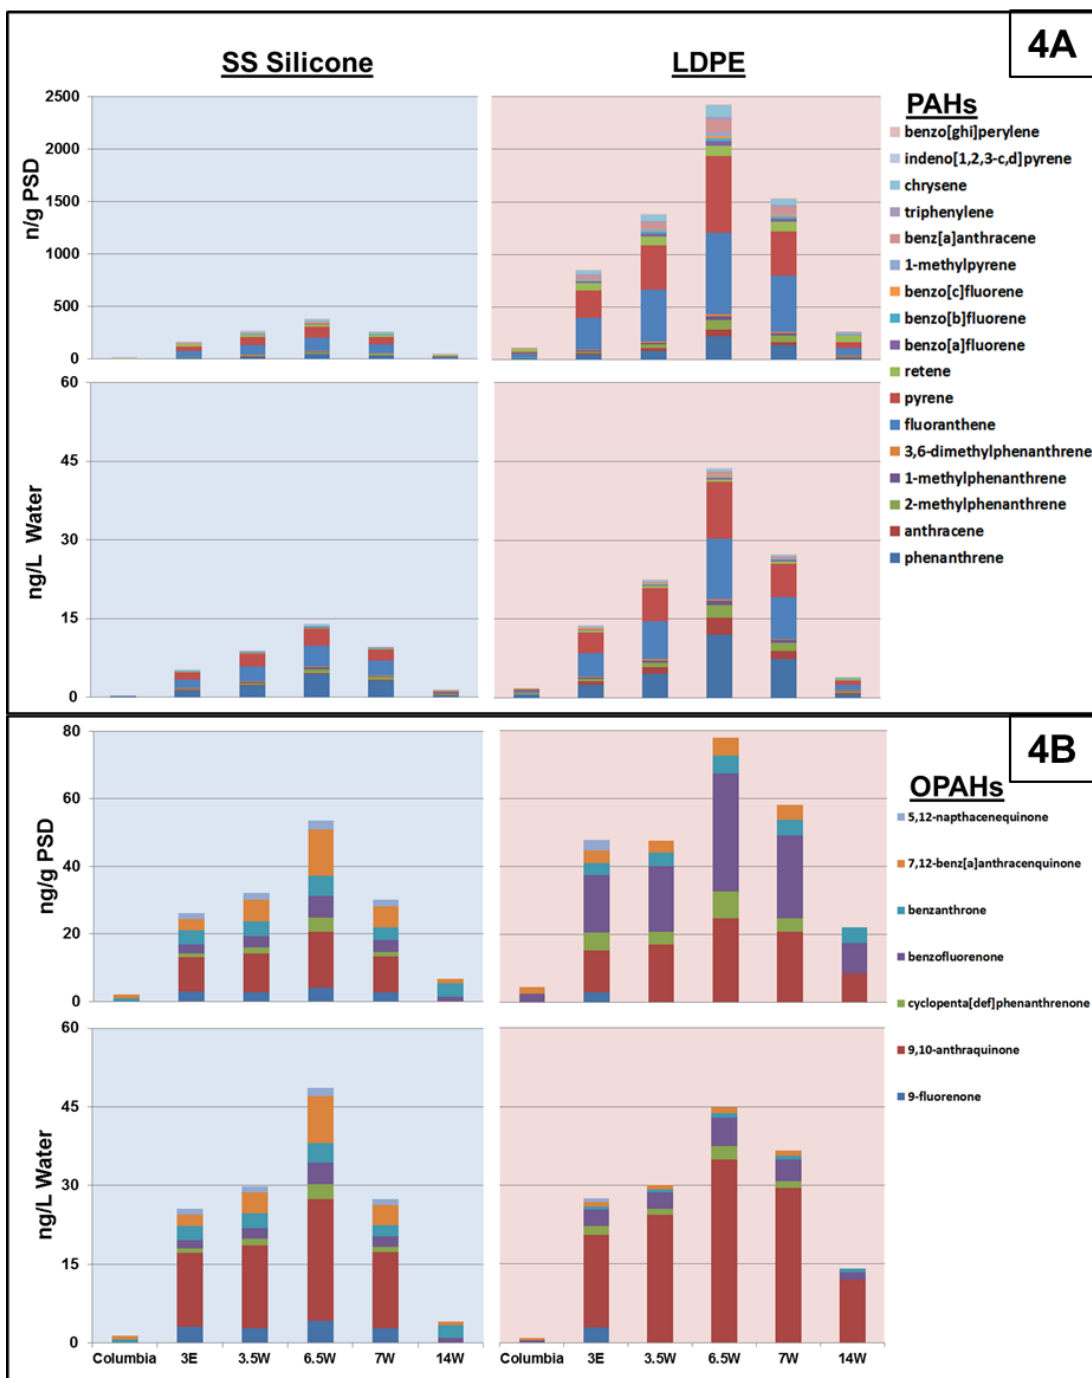 4A
SS Silicone
LDPE
n/g PSD
2500
2000
1500
1000
500
0
PAHs
benzo[ghi]perylene
indeno[1,2,3-c,d]pyrene
chrysene
triphenylene
benz[a]anthracene
1-methylpyrene
benzo[c]fluorene
benzo[b]fluorene
benzo[a]fluorene
retene
pyrene
fluoranthene
3,6-dimethylphenanthrene
1-methylphenanthrene
2-methylphenanthrene
anthracene
phenanthrene
ng/L Water
60
45
30
15
0
4B
ng/g PSD
80
60
40
20
0
OPAHs
5,12-napthacenequinone
7,12-benz[a]anthracenquinone
benzanthrone
benzofluorenone
cyclopenta[def]phenanthrenone
9,10-anthraquinone
9-fluorenone
ng/L Water
60
45
30
15
0
Columbia 3E 3.5W 6.5W 7W 14W
Columbia 3E 3.5W 6.5W 7W 14W